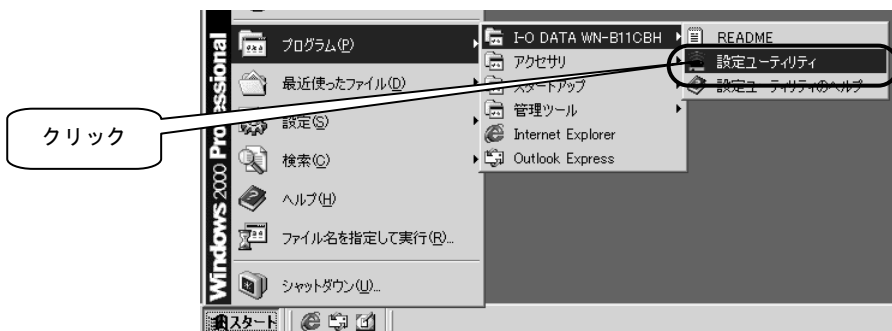 クリック
Windows 2000 Professional
プログラム(P)
最近使ったファイル(D)
設定(S)
検索(C)
ヘルプ(H)
ファイル名を指定して実行(R)...
シャットダウン(U)...
I-O DATA WN-B11CBH
アクセサリ
スタートアップ
管理ツール
Internet Explorer
Outlook Express
README
設定ユーティリティ
設定ユーティリティのヘルプ
スタート